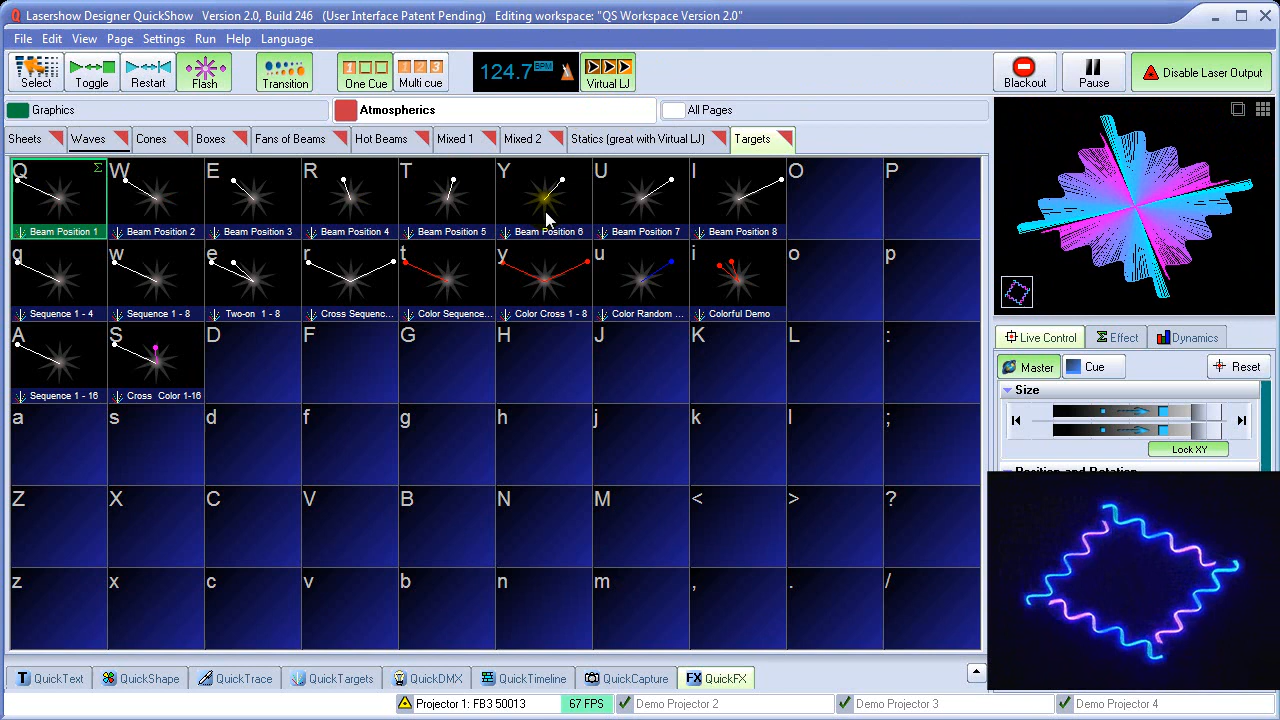 Lasershow Designer QuickShow Version 2.0, Build 246 (User Interface Patent Pending) Editing workspace: "QS Workspace Version 2.0"
File Edit View Page Settings Run Help Language
Select Toggle Restart Flash Transition One Cue Multi cue 124.7 BPM Virtual LJ Blackout Pause Disable Laser Output
Graphics Atmospherics All Pages
Sheets Waves Cones Boxes Fans of Beams Hot Beams Mixed 1 Mixed 2 Statics (great with Virtual LJ) Targets
Q Σ W E R T Y U I O P
Beam Position 1 Beam Position 2 Beam Position 3 Beam Position 4 Beam Position 5 Beam Position 6 Beam Position 7 Beam Position 8
q w e r t y u i o p
Sequence 1 - 4 Sequence 1 - 8 Two-on 1 - 8 Cross Sequenc... Color Sequence... Color Cross 1 - 8 Color Random ... Colorful Demo
A S D F G H J K L :
Sequence 1 - 16 Cross Color 1-16
a s d f g h j k l ;
Z X C V B N M < > ?
z x c v b n m , . /
Live Control Σ Effect Dynamics
Master Cue Reset
Size
Lock XY
QuickText QuickShape QuickTrace QuickTargets QuickDMX QuickTimeline QuickCapture FX QuickFX
Projector 1: FB3 50013 67 FPS Demo Projector 2 Demo Projector 3 Demo Projector 4